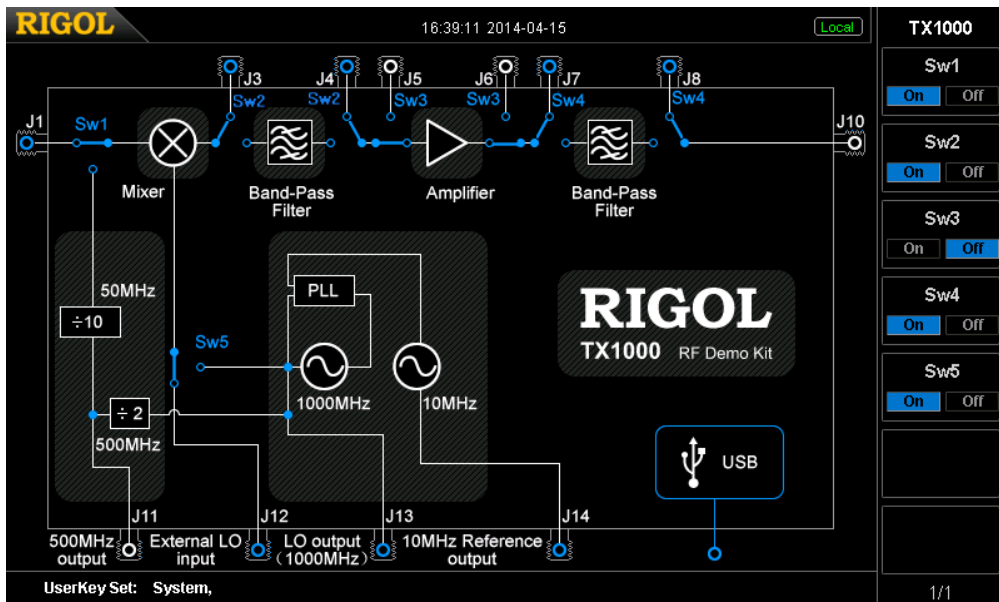 RIGOL
16:39:11 2014-04-15
Local
TX1000
J3
J4
J5
J6
J7
J8
Sw2
Sw2
Sw3
Sw3
Sw4
Sw4
J1
Sw1
J10
Mixer
Band-Pass
Filter
Amplifier
Band-Pass
Filter
50MHz
÷10
PLL
Sw5
1000MHz
10MHz
÷ 2
500MHz
RIGOL
TX1000 RF Demo Kit
USB
J11
J12
J13
J14
500MHz
output
External LO
input
LO output
(1000MHz)
10MHz Reference
output
Sw1
On Off
Sw2
On Off
Sw3
On Off
Sw4
On Off
Sw5
On Off
UserKey Set: System,
1/1